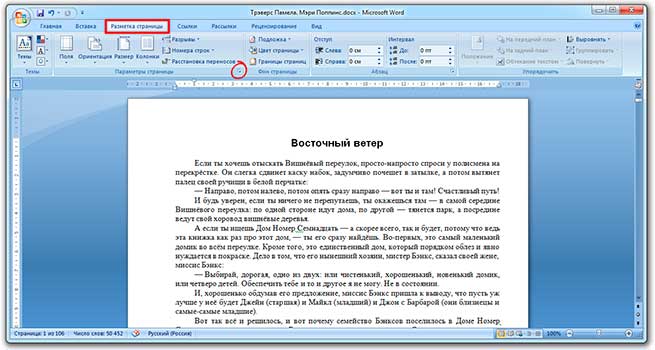 Трэверс Памела. Мэри Поппинс.docx - Microsoft Word
Главная Вставка Разметка страницы Ссылки Рассылки Рецензирование Вид
Темы Поля Ориентация Размер Колонки Разрывы Номера строк Расстановка переносов
Подложка Цвет страницы Границы страниц
Отступ Интервал
Слева: 0 см До: 0 пт
Справа: 0 см После: 0 пт
Положение На передний план На задний план Обтекание текстом
Выровнять Группировать Повернуть
Темы Параметры страницы Фон страницы Абзац Упорядочить
Восточный ветер
Если ты хочешь отыскать Вишнёвый переулок, просто-напросто спроси у полисмена на
перекрёстке. Он слегка сдвинет каску набок, задумчиво почешет в затылке, а потом вытянет
палец своей ручищи в белой перчатке:
— Направо, потом налево, потом опять сразу направо — вот ты и там! Счастливый путь!
И будь уверен, если ты ничего не перепутаешь, ты окажешься там — в самой середине
Вишнёвого переулка: по одной стороне идут дома, по другой — тянется парк, а посредине
ведут свой хоровод вишнёвые деревья.
А если ты ищешь Дом Номер Семнадцать — а скорее всего, так и будет, потому что ведь
эта книжка как раз про этот дом, — ты его сразу найдёшь. Во-первых, это самый маленький
домик во всём переулке. Кроме того, это единственный дом, который порядком облез и явно
нуждается в покраске. Дело в том, что его нынешний хозяин, мистер Бэнкс, сказал своей жене,
миссис Бэнкс:
— Выбирай, дорогая, одно из двух: или чистенький, хорошенький, новенький домик,
или четверо детей. Обеспечить тебе и то и другое я не могу. Не в состоянии.
И, хорошенько обдумав его предложение, миссис Бэнкс пришла к выводу, что пусть уж
лучше у неё будет Джейн (старшая) и Майкл (младший) и Джон с Барбарой (они близнецы и
самые-самые младшие).
Вот так всё и решилось, и вот почему семейство Бэнксов поселилось в Доме Номер
Страница: 1 из 106 Число слов: 50 452 Русский (Россия) 100%